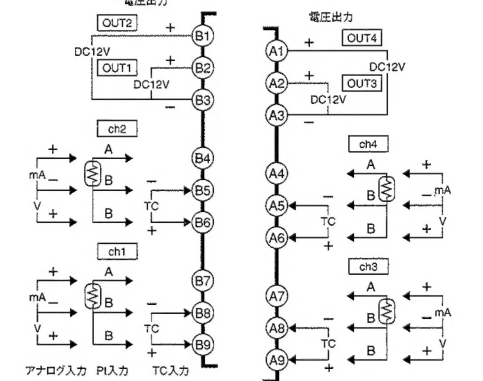 電圧出力
OUT2
+
B1
DC12V
OUT1
+
B2
DC12V
−
B3
ch2
A
B4
+
mA
−
B
−
B5
V
TC
+
B
+
B6
ch1
A
B7
+
mA
−
B
−
B8
V
TC
+
B
+
B9
アナログ入力 Pt入力 TC入力
電圧出力
A1
+
OUT4
DC12V
A2
+
OUT3
DC12V
A3
−
ch4
A4
A
+
mA
A5
−
B
−
TC
V
A6
+
B
+
ch3
A7
A
+
mA
A8
−
B
−
TC
V
A9
+
B
+